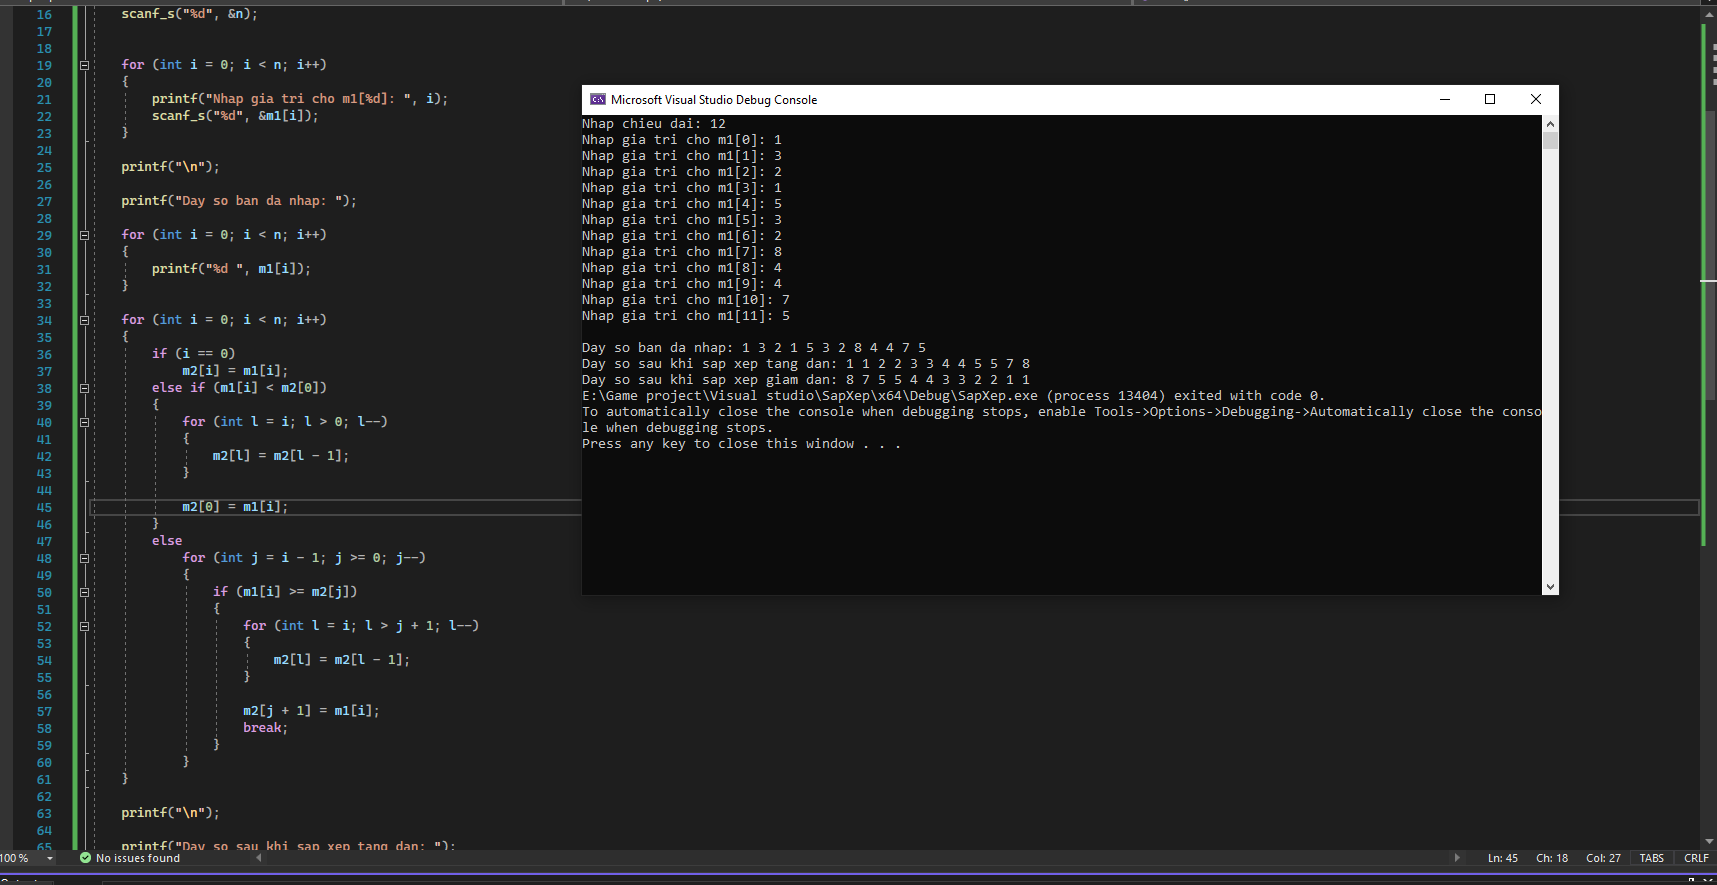 16 scanf_s("%d", &n);
17
18
19 for (int i = 0; i < n; i++)
20 {
21 printf("Nhap gia tri cho m1[%d]: ", i);
22 scanf_s("%d", &m1[i]);
23 }
24
25 printf("\n");
26
27 printf("Day so ban da nhap: ");
28
29 for (int i = 0; i < n; i++)
30 {
31 printf("%d ", m1[i]);
32 }
33
34 for (int i = 0; i < n; i++)
35 {
36 if (i == 0)
37 m2[i] = m1[i];
38 else if (m1[i] < m2[0])
39 {
40 for (int l = i; l > 0; l--)
41 {
42 m2[l] = m2[l - 1];
43 }
44
45 m2[0] = m1[i];
46 }
47 else
48 for (int j = i - 1; j >= 0; j--)
49 {
50 if (m1[i] >= m2[j])
51 {
52 for (int l = i; l > j + 1; l--)
53 {
54 m2[l] = m2[l - 1];
55 }
56
57 m2[j + 1] = m1[i];
58 break;
59 }
60 }
61 }
62
63 printf("\n");
64
65 printf("Day so sau khi sap xep tang dan: ");
Microsoft Visual Studio Debug Console
Nhap chieu dai: 12
Nhap gia tri cho m1[0]: 1
Nhap gia tri cho m1[1]: 3
Nhap gia tri cho m1[2]: 2
Nhap gia tri cho m1[3]: 1
Nhap gia tri cho m1[4]: 5
Nhap gia tri cho m1[5]: 3
Nhap gia tri cho m1[6]: 2
Nhap gia tri cho m1[7]: 8
Nhap gia tri cho m1[8]: 4
Nhap gia tri cho m1[9]: 4
Nhap gia tri cho m1[10]: 7
Nhap gia tri cho m1[11]: 5
Day so ban da nhap: 1 3 2 1 5 3 2 8 4 4 7 5
Day so sau khi sap xep tang dan: 1 1 2 2 3 3 4 4 5 5 7 8
Day so sau khi sap xep giam dan: 8 7 5 5 4 4 3 3 2 2 1 1
E:\Game project\Visual studio\SapXep\x64\Debug\SapXep.exe (process 13404) exited with code 0.
To automatically close the console when debugging stops, enable Tools->Options->Debugging->Automatically close the conso
le when debugging stops.
Press any key to close this window . . .
100 % No issues found Ln: 45 Ch: 18 Col: 27 TABS CRLF